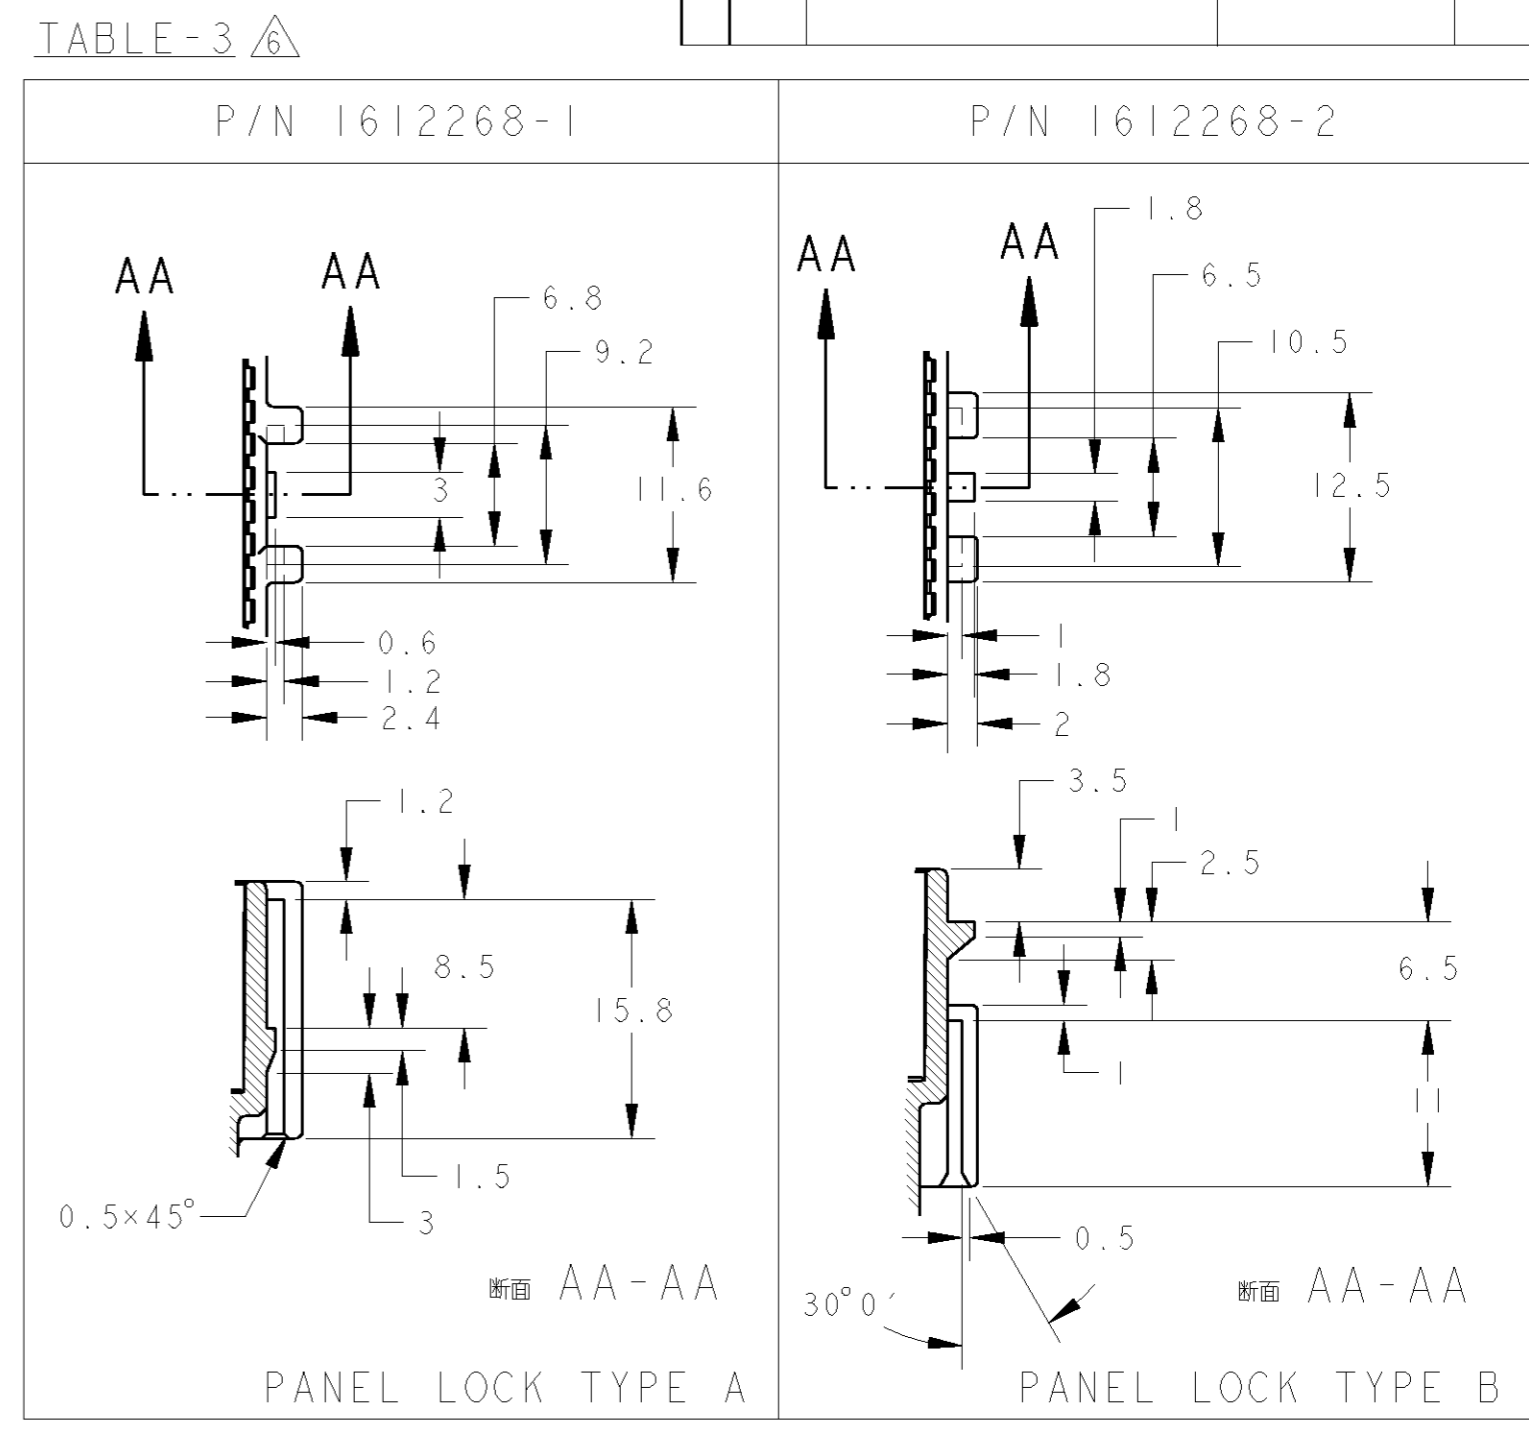 TABLE-3 6
P/N 1612268-1
P/N 1612268-2
AA
AA
6.8
9.2
3
11.6
0.6
1.2
2.4
1.2
8.5
15.8
1.5
3
0.5×45°
断面 AA-AA
PANEL LOCK TYPE A
AA
AA
1.8
6.5
10.5
12.5
1
1.8
2
3.5
1
2.5
6.5
1
11
0.5
30°0′
断面 AA-AA
PANEL LOCK TYPE B